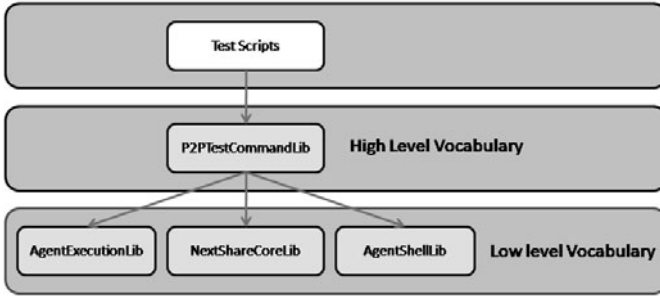 Test Scripts
P2PTestCommandLib
High Level Vocabulary
AgentExecutionLib
NextShareCoreLib
AgentShellLib
Low level Vocabulary